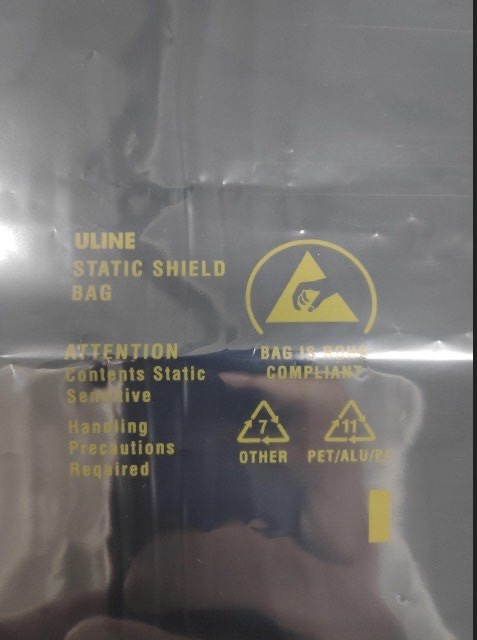 ULINE
STATIC SHIELD
BAG
ATTENTION
Contents Static
Sensitive
Handling
Precautions
Required
BAG IS
COMPLIANT
7
OTHER
11
PET/ALU/PE